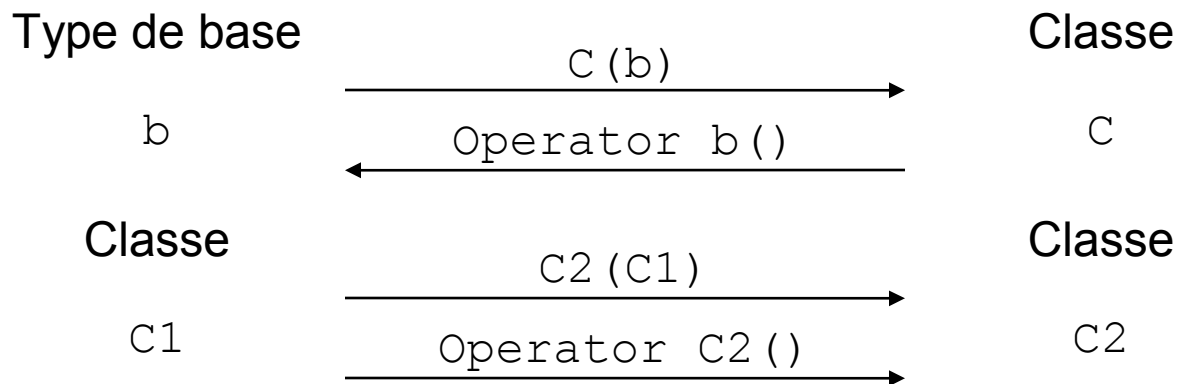 Type de base Classe
C(b)
b C
Operator b()
Classe Classe
C2(C1)
C1 C2
Operator C2()